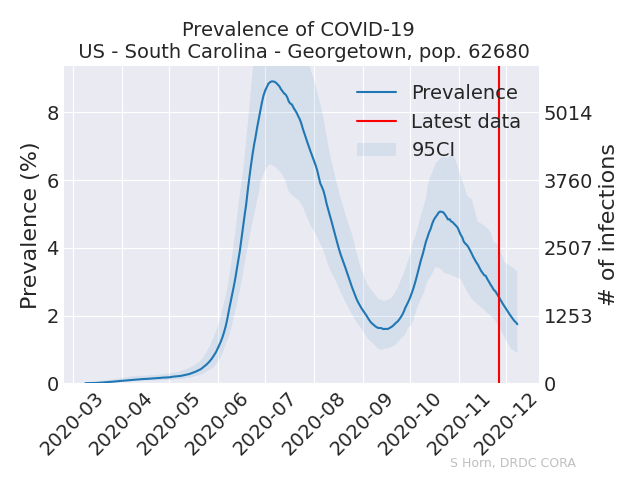 Prevalence of COVID-19
US - South Carolina - Georgetown, pop. 62680
Prevalence
Latest data
95CI
Prevalence (%)
8
6
4
2
0
5014
3760
2507
1253
0
# of infections
2020-03
2020-04
2020-05
2020-06
2020-07
2020-08
2020-09
2020-10
2020-11
2020-12
S Horn, DRDC CORA